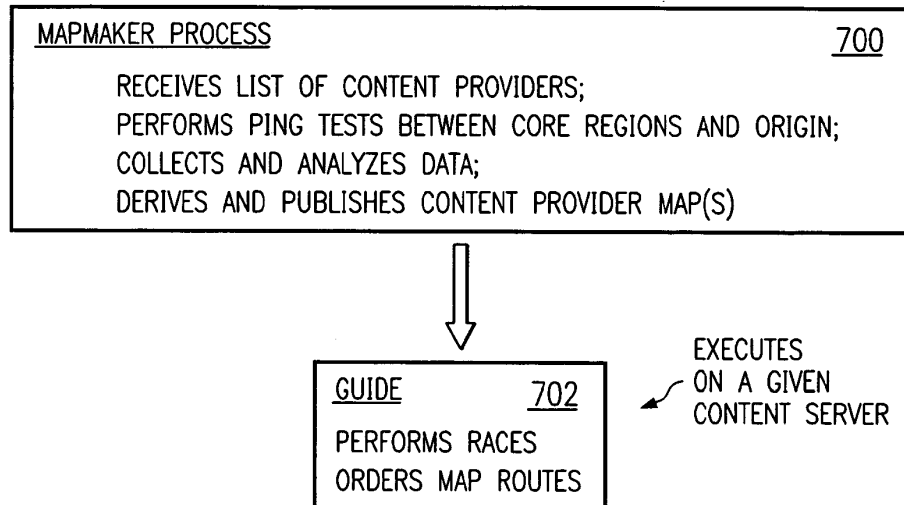 MAPMAKER PROCESS 700
RECEIVES LIST OF CONTENT PROVIDERS;
PERFORMS PING TESTS BETWEEN CORE REGIONS AND ORIGIN;
COLLECTS AND ANALYZES DATA;
DERIVES AND PUBLISHES CONTENT PROVIDER MAP(S)
GUIDE 702
PERFORMS RACES
ORDERS MAP ROUTES
EXECUTES
ON A GIVEN
CONTENT SERVER